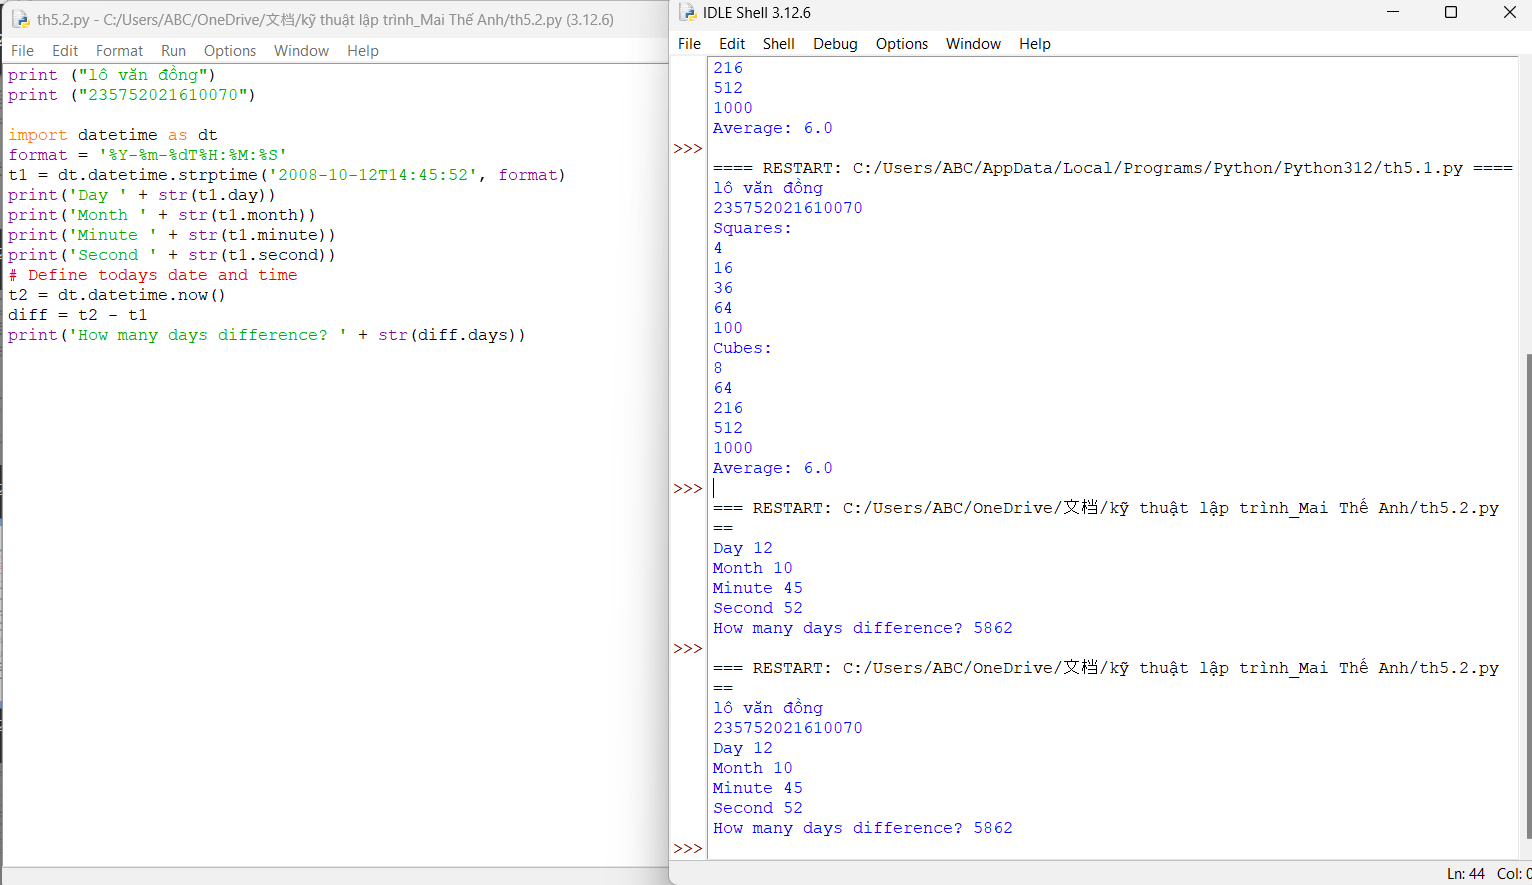 th5.2.py - C:/Users/ABC/OneDrive/文档/kỹ thuật lập trình_Mai Thế Anh/th5.2.py (3.12.6)
File Edit Format Run Options Window Help
print ("lô văn đồng")
print ("235752021610070")
import datetime as dt
format = '%Y-%m-%dT%H:%M:%S'
t1 = dt.datetime.strptime('2008-10-12T14:45:52', format)
print('Day ' + str(t1.day))
print('Month ' + str(t1.month))
print('Minute ' + str(t1.minute))
print('Second ' + str(t1.second))
# Define todays date and time
t2 = dt.datetime.now()
diff = t2 - t1
print('How many days difference? ' + str(diff.days))
IDLE Shell 3.12.6
File Edit Shell Debug Options Window Help
216
512
1000
Average: 6.0
>>>
==== RESTART: C:/Users/ABC/AppData/Local/Programs/Python/Python312/th5.1.py ====
lô văn đồng
235752021610070
Squares:
4
16
36
64
100
Cubes:
8
64
216
512
1000
Average: 6.0
>>>
=== RESTART: C:/Users/ABC/OneDrive/文档/kỹ thuật lập trình_Mai Thế Anh/th5.2.py
==
Day 12
Month 10
Minute 45
Second 52
How many days difference? 5862
>>>
=== RESTART: C:/Users/ABC/OneDrive/文档/kỹ thuật lập trình_Mai Thế Anh/th5.2.py
==
lô văn đồng
235752021610070
Day 12
Month 10
Minute 45
Second 52
How many days difference? 5862
>>>
Ln: 44 Col: 0